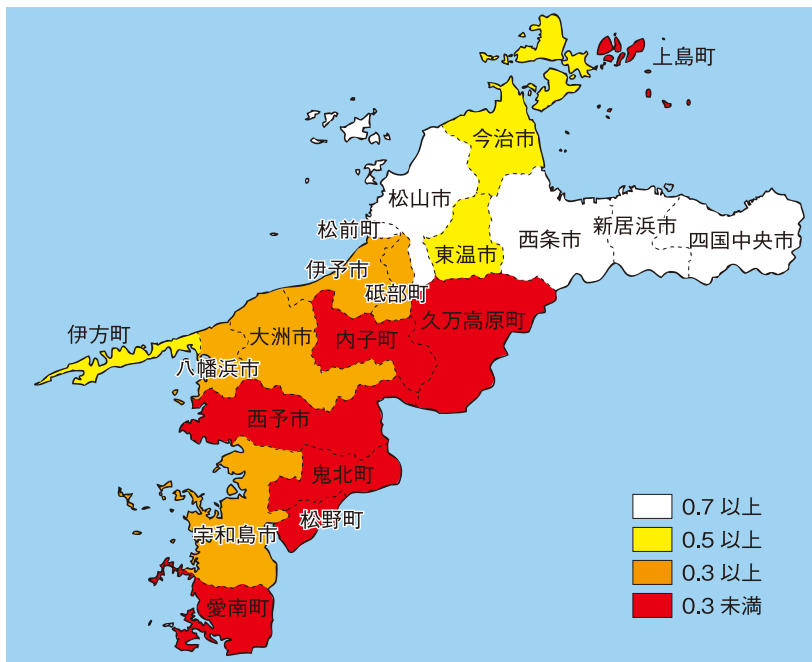 上島町
今治市
松山市
松前町
新居浜市
西条市
四国中央市
東温市
伊予市
砥部町
久万高原町
伊方町
大洲市
内子町
八幡浜市
西予市
鬼北町
松野町
宇和島市
愛南町
0.7 以上
0.5 以上
0.3 以上
0.3 未満